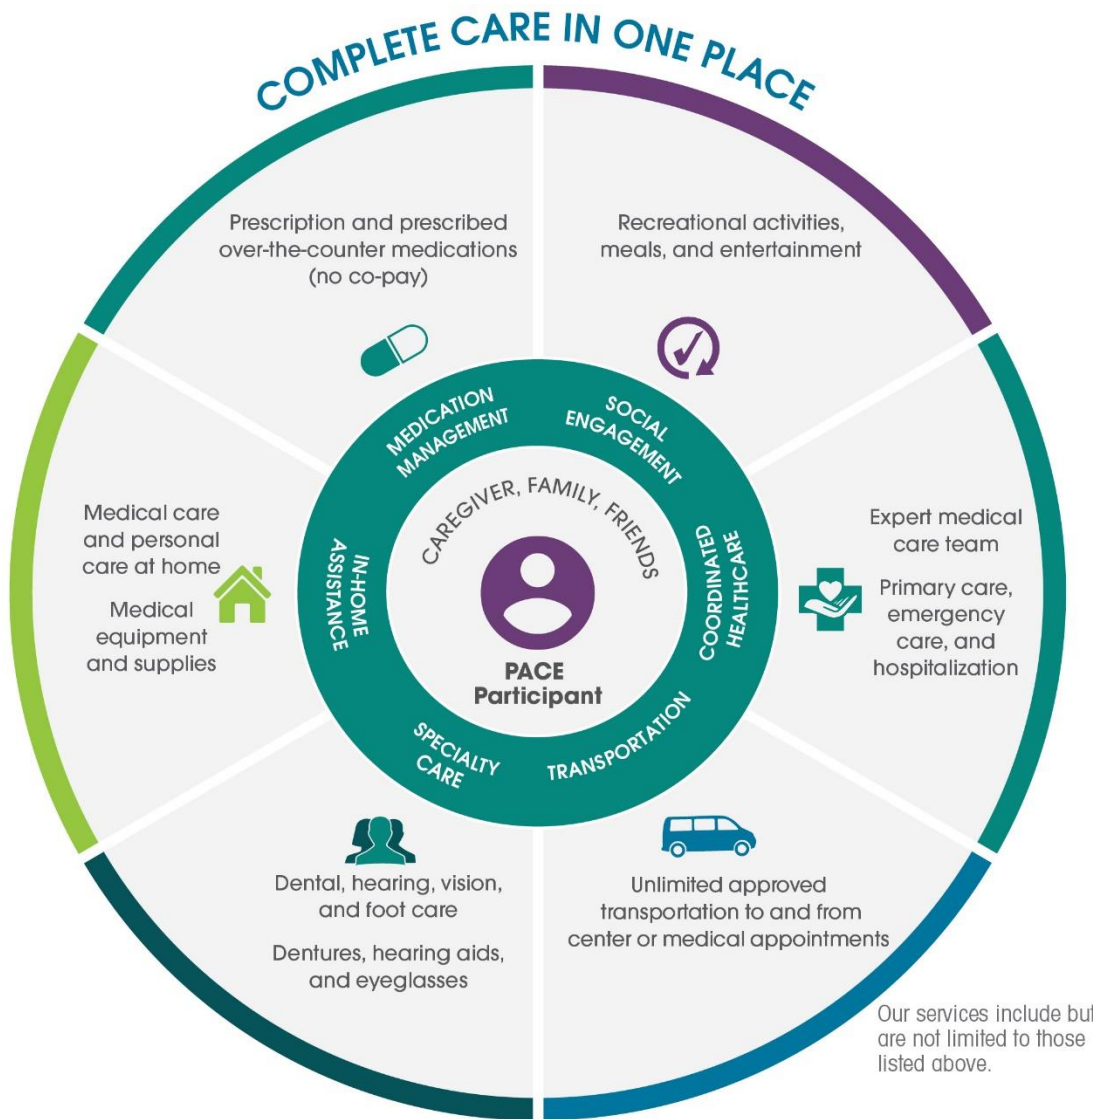 COMPLETE CARE IN ONE PLACE
Prescription and prescribed
over-the-counter medications
(no co-pay)
Recreational activities,
meals, and entertainment
MEDICATION
MANAGEMENT
SOCIAL
ENGAGEMENT
CAREGIVER, FAMILY, FRIENDS
Medical care
and personal
care at home
Medical
equipment
and supplies
IN-HOME
ASSISTANCE
PACE
Participant
COORDINATED
HEALTHCARE
Expert medical
care team
Primary care,
emergency
care, and
hospitalization
SPECIALTY
CARE
TRANSPORTATION
Dental, hearing, vision,
and foot care
Dentures, hearing aids,
and eyeglasses
Unlimited approved
transportation to and from
center or medical appointments
Our services include but
are not limited to those
listed above.